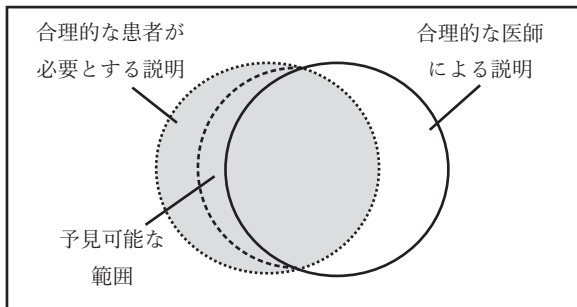 合理的な患者が
必要とする説明
合理的な医師
による説明
予見可能な
範囲